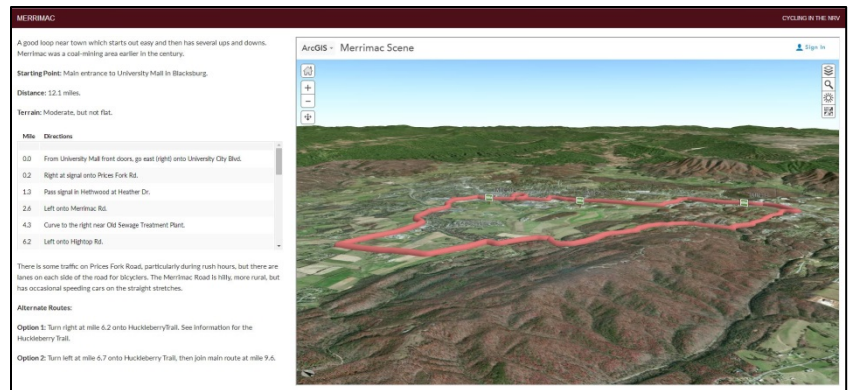 MERRIMAC
CYCLING IN THE NRV
A good loop near town which starts out easy and then has several ups and downs.
Merrimac was a coal-mining area earlier in the century.
Starting Point: Main entrance to University Mall in Blacksburg.
Distance: 12.1 miles.
Terrain: Moderate, but not flat.
Mile Directions
0.0 From University Mall front doors, go east (right) onto University City Blvd.
0.2 Right at signal onto Prices Fork Rd.
1.3 Pass signal in Hethwood at Heather Dr.
2.6 Left onto Merrimac Rd.
4.3 Curve to the right near Old Sewage Treatment Plant.
6.2 Left onto Hightop Rd.
There is some traffic on Prices Fork Road, particularly during rush hours, but there are
lanes on each side of the road for bicyclers. The Merrimac Road is hilly, more rural, but
has occasional speeding cars on the straight stretches.
Alternate Routes:
Option 1: Turn right at mile 6.2 onto HuckleberryTrail. See information for the
Huckleberry Trail.
Option 2: Turn left at mile 6.7 onto Huckleberry Trail, then join main route at mile 9.6.
ArcGIS Merrimac Scene
Sign In